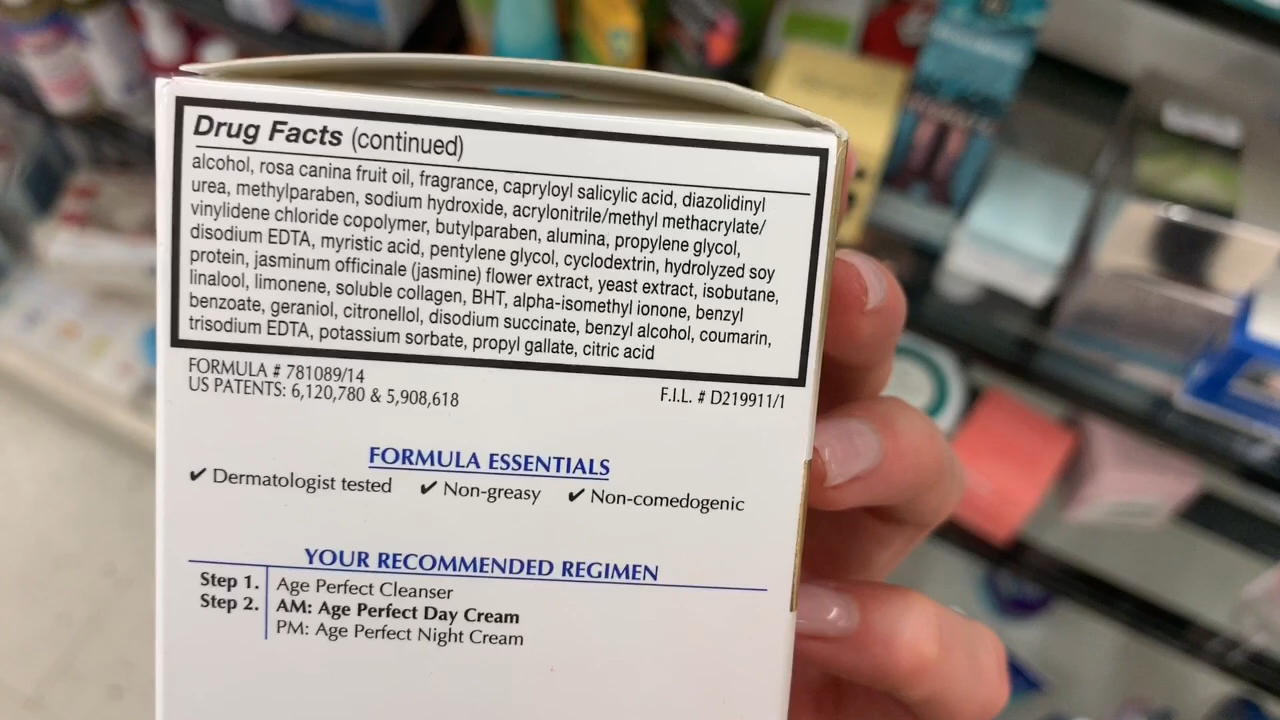 Drug Facts (continued)
alcohol, rosa canina fruit oil, fragrance, capryloyl salicylic acid, diazolidinyl
urea, methylparaben, sodium hydroxide, acrylonitrile/methyl methacrylate/
vinylidene chloride copolymer, butylparaben, alumina, propylene glycol,
disodium EDTA, myristic acid, pentylene glycol, cyclodextrin, hydrolyzed soy
protein, jasminum officinale (jasmine) flower extract, yeast extract, isobutane,
linalool, limonene, soluble collagen, BHT, alpha-isomethyl ionone, benzyl
benzoate, geraniol, citronellol, disodium succinate, benzyl alcohol, coumarin,
trisodium EDTA, potassium sorbate, propyl gallate, citric acid
FORMULA # 781089/14
US PATENTS: 6,120,780 & 5,908,618
F.I.L. # D219911/1
FORMULA ESSENTIALS
✔ Dermatologist tested ✔ Non-greasy ✔ Non-comedogenic
YOUR RECOMMENDED REGIMEN
Step 1. Age Perfect Cleanser
Step 2. AM: Age Perfect Day Cream
PM: Age Perfect Night Cream